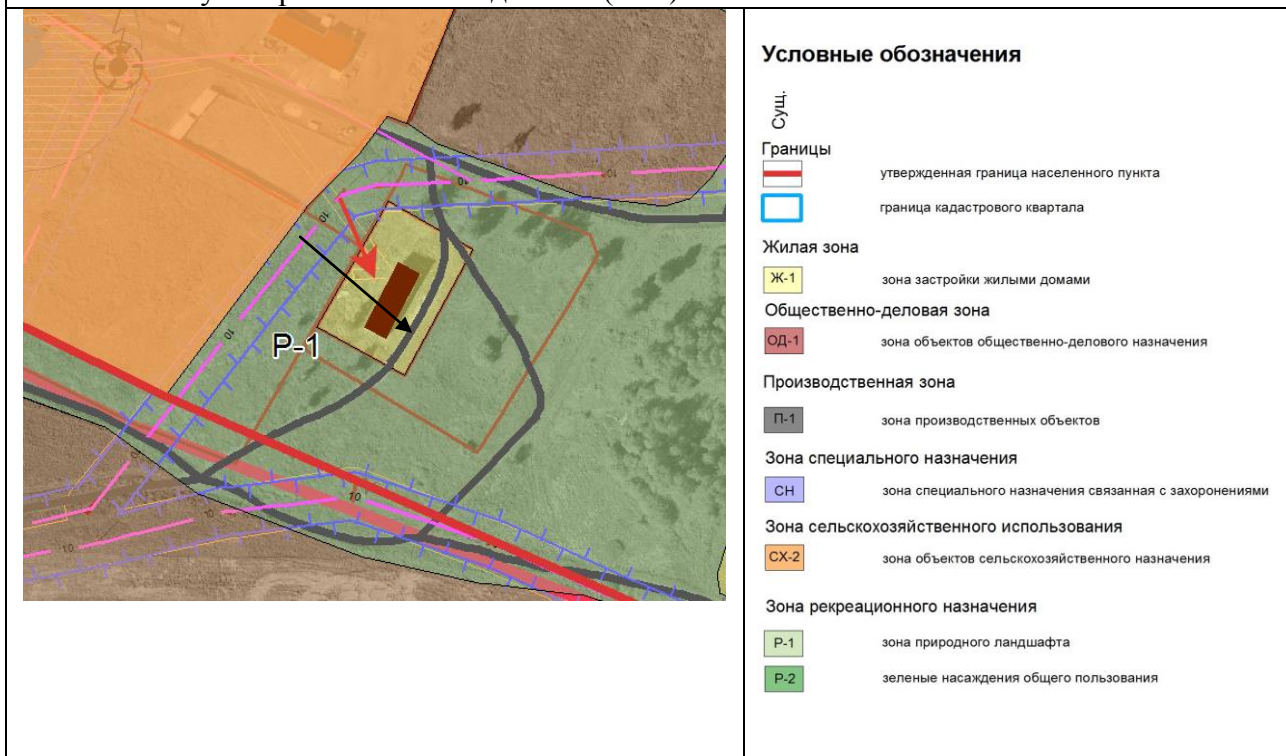 Р-1
10
10
10
10
10
10
10
Условные обозначения
Сущ.
Границы
утвержденная граница населенного пункта
граница кадастрового квартала
Жилая зона
Ж-1 зона застройки жилыми домами
Общественно-деловая зона
ОД-1 зона объектов общественно-делового назначения
Производственная зона
П-1 зона производственных объектов
Зона специального назначения
СН зона специального назначения связанная с захоронениями
Зона сельскохозяйственного использования
СХ-2 зона объектов сельскохозяйственного назначения
Зона рекреационного назначения
Р-1 зона природного ландшафта
Р-2 зеленые насаждения общего пользования